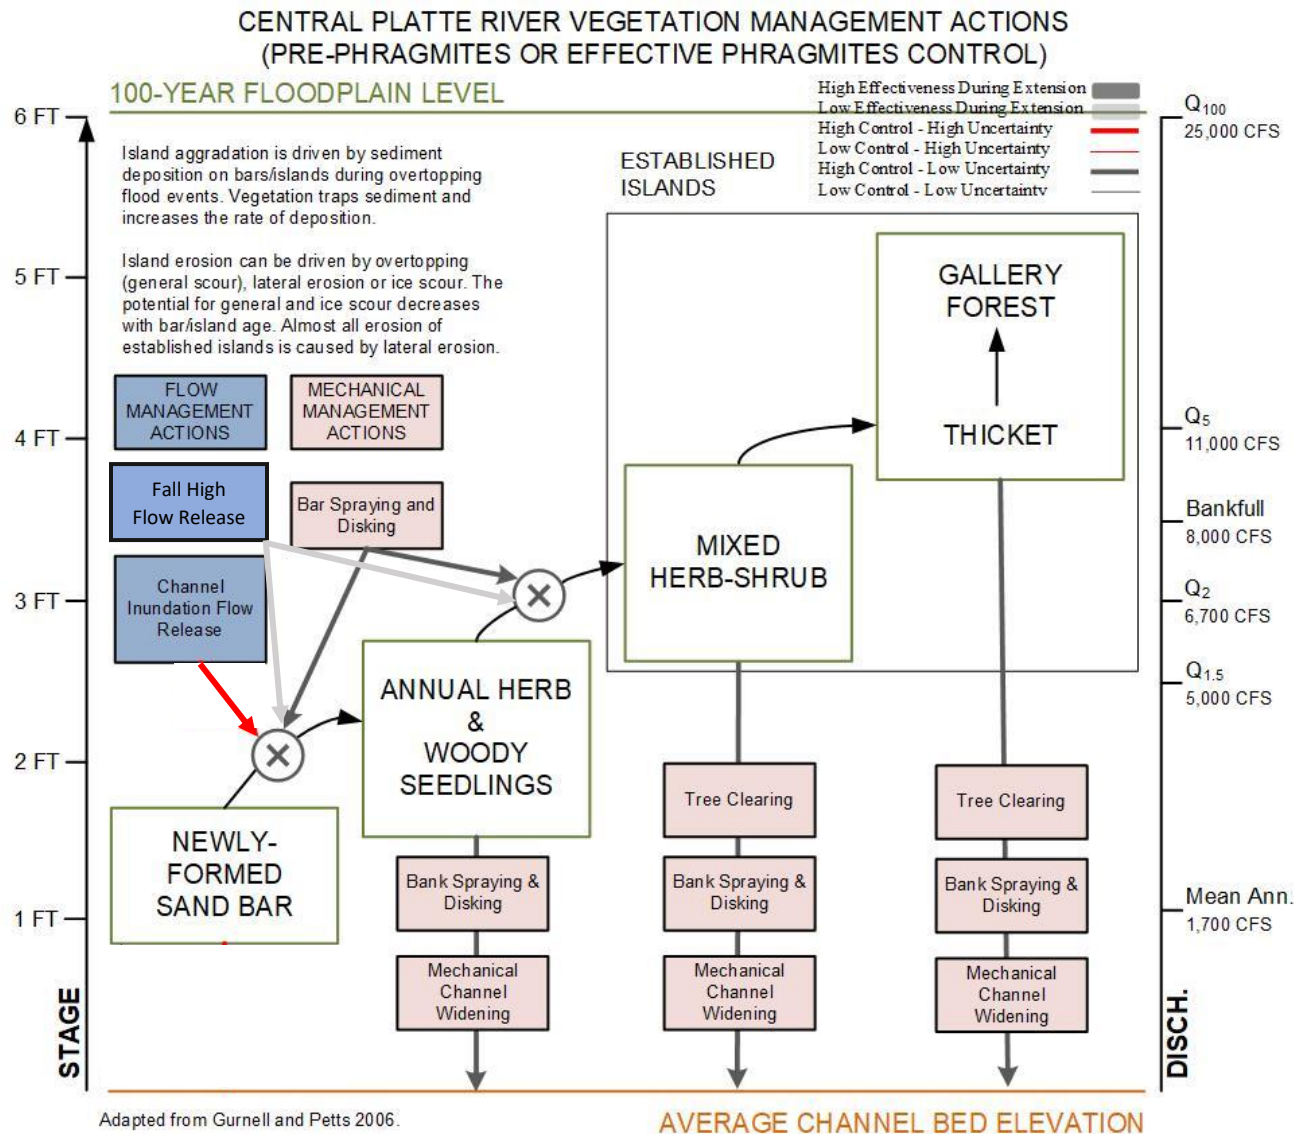 CENTRAL PLATTE RIVER VEGETATION MANAGEMENT ACTIONS
(PRE-PHRAGMITES OR EFFECTIVE PHRAGMITES CONTROL)
100-YEAR FLOODPLAIN LEVEL
High Effectiveness During Extension
Low Effectiveness During Extension
High Control - High Uncertainty
Low Control - High Uncertainty
High Control - Low Uncertainty
Low Control - Low Uncertainty
6 FT
5 FT
4 FT
3 FT
2 FT
1 FT
STAGE
Island aggradation is driven by sediment
deposition on bars/islands during overtopping
flood events. Vegetation traps sediment and
increases the rate of deposition.
Island erosion can be driven by overtopping
(general scour), lateral erosion or ice scour. The
potential for general and ice scour decreases
with bar/island age. Almost all erosion of
established islands is caused by lateral erosion.
ESTABLISHED
ISLANDS
FLOW
MANAGEMENT
ACTIONS
MECHANICAL
MANAGEMENT
ACTIONS
Fall High
Flow Release
Bar Spraying and
Disking
Channel
Inundation Flow
Release
NEWLY-
FORMED
SAND BAR
ANNUAL HERB
&
WOODY
SEEDLINGS
MIXED
HERB-SHRUB
GALLERY
FOREST
THICKET
Bank Spraying &
Disking
Mechanical
Channel
Widening
Tree Clearing
Bank Spraying &
Disking
Mechanical
Channel
Widening
Tree Clearing
Bank Spraying &
Disking
Mechanical
Channel
Widening
Q100
25,000 CFS
Q5
11,000 CFS
Bankfull
8,000 CFS
Q2
6,700 CFS
Q1.5
5,000 CFS
Mean Ann.
1,700 CFS
DISCH.
Adapted from Gurnell and Petts 2006.
AVERAGE CHANNEL BED ELEVATION